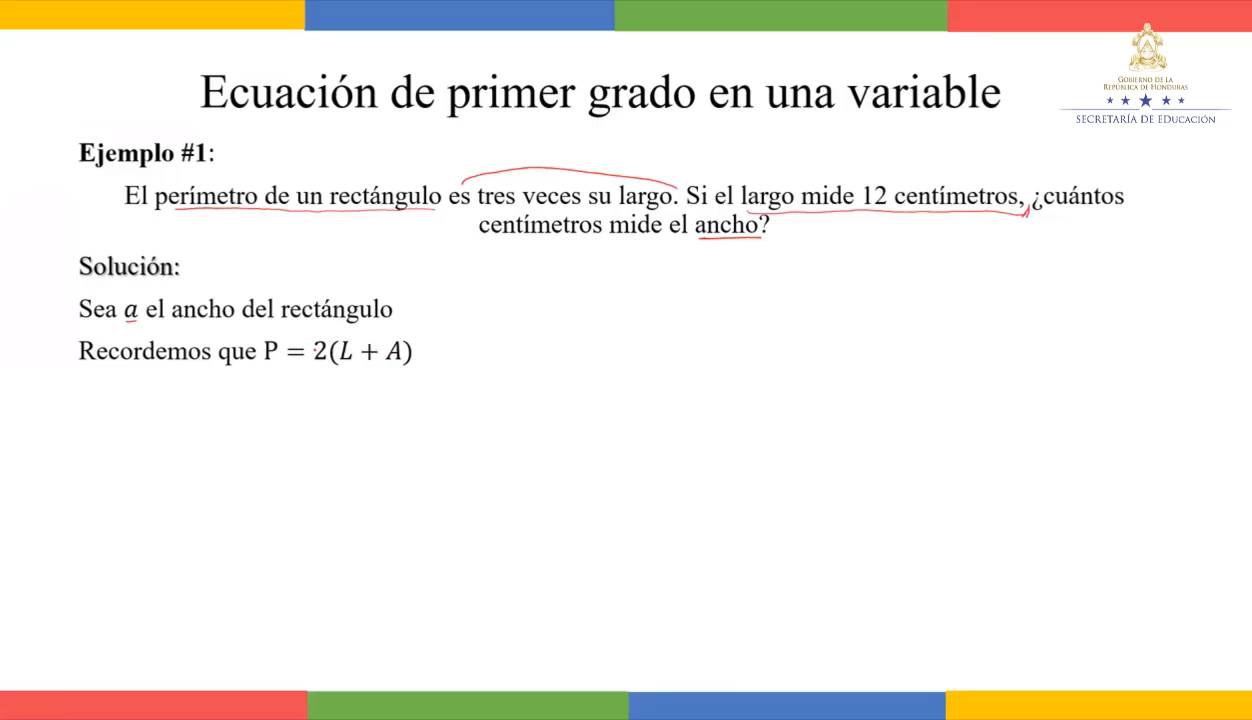 GOBIERNO DE LA
REPÚBLICA DE HONDURAS
SECRETARÍA DE EDUCACIÓN
Ecuación de primer grado en una variable
Ejemplo #1:
El perímetro de un rectángulo es tres veces su largo. Si el largo mide 12 centímetros, ¿cuántos
centímetros mide el ancho?
Solución:
Sea a el ancho del rectángulo
Recordemos que P = 2(L + A)